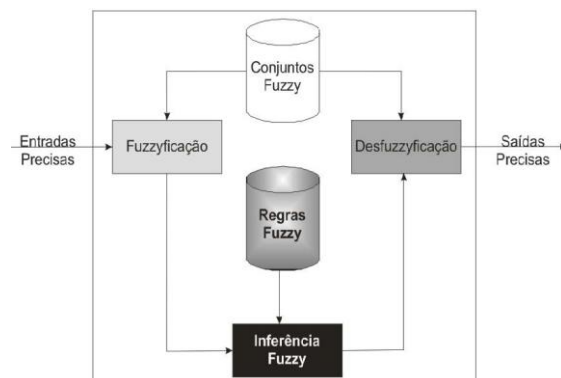 Conjuntos
Fuzzy
Entradas
Precisas
Fuzzyficação
Desfuzzyficação
Saídas
Precisas
Regras
Fuzzy
Inferência
Fuzzy